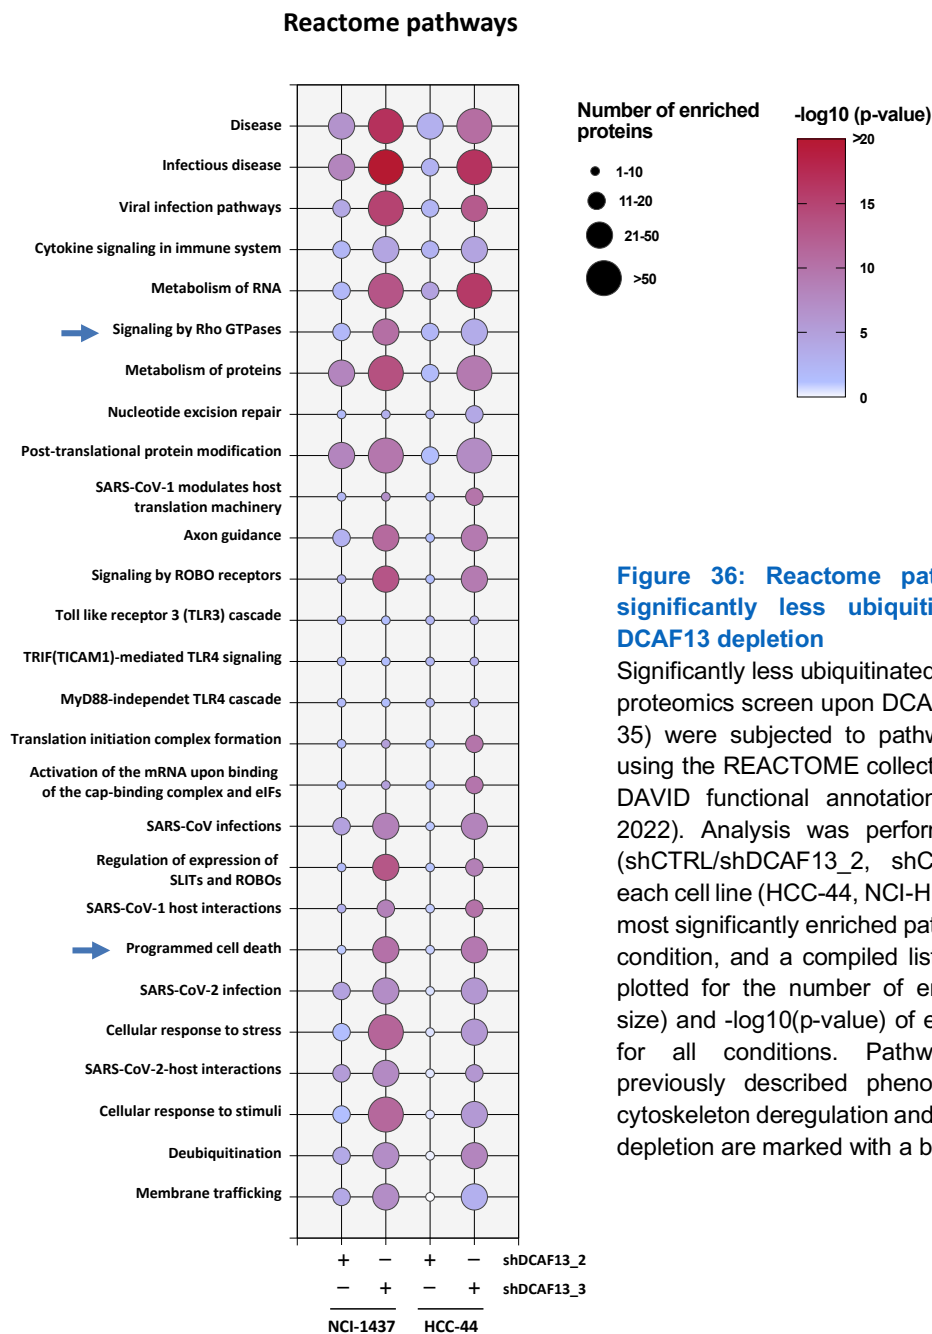 Reactome pathways
Disease
Infectious disease
Viral infection pathways
Cytokine signaling in immune system
Metabolism of RNA
Signaling by Rho GTPases
Metabolism of proteins
Nucleotide excision repair
Post-translational protein modification
SARS-CoV-1 modulates host
translation machinery
Axon guidance
Signaling by ROBO receptors
Toll like receptor 3 (TLR3) cascade
TRIF(TICAM1)-mediated TLR4 signaling
MyD88-independet TLR4 cascade
Translation initiation complex formation
Activation of the mRNA upon binding
of the cap-binding complex and eIFs
SARS-CoV infections
Regulation of expression of
SLITs and ROBOs
SARS-CoV-1 host interactions
Programmed cell death
SARS-CoV-2 infection
Cellular response to stress
SARS-CoV-2-host interactions
Cellular response to stimuli
Deubiquitination
Membrane trafficking
+ − + − shDCAF13_2
− + − + shDCAF13_3
NCI-1437 HCC-44
Number of enriched
proteins
1-10
11-20
21-50
>50
-log10 (p-value)
>20
15
10
5
0
Figure 36: Reactome pat
significantly less ubiquiti
DCAF13 depletion
Significantly less ubiquitinated
proteomics screen upon DCA
35) were subjected to pathw
using the REACTOME collect
DAVID functional annotation
2022). Analysis was perform
(shCTRL/shDCAF13_2, shC
each cell line (HCC-44, NCI-H
most significantly enriched pat
condition, and a compiled list
plotted for the number of en
size) and -log10(p-value) of e
for all conditions. Pathw
previously described pheno
cytoskeleton deregulation and
depletion are marked with a b